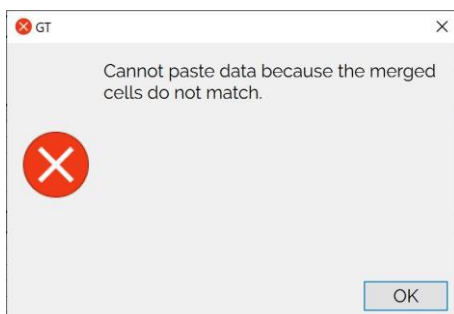 GT
Cannot paste data because the merged
cells do not match.
OK